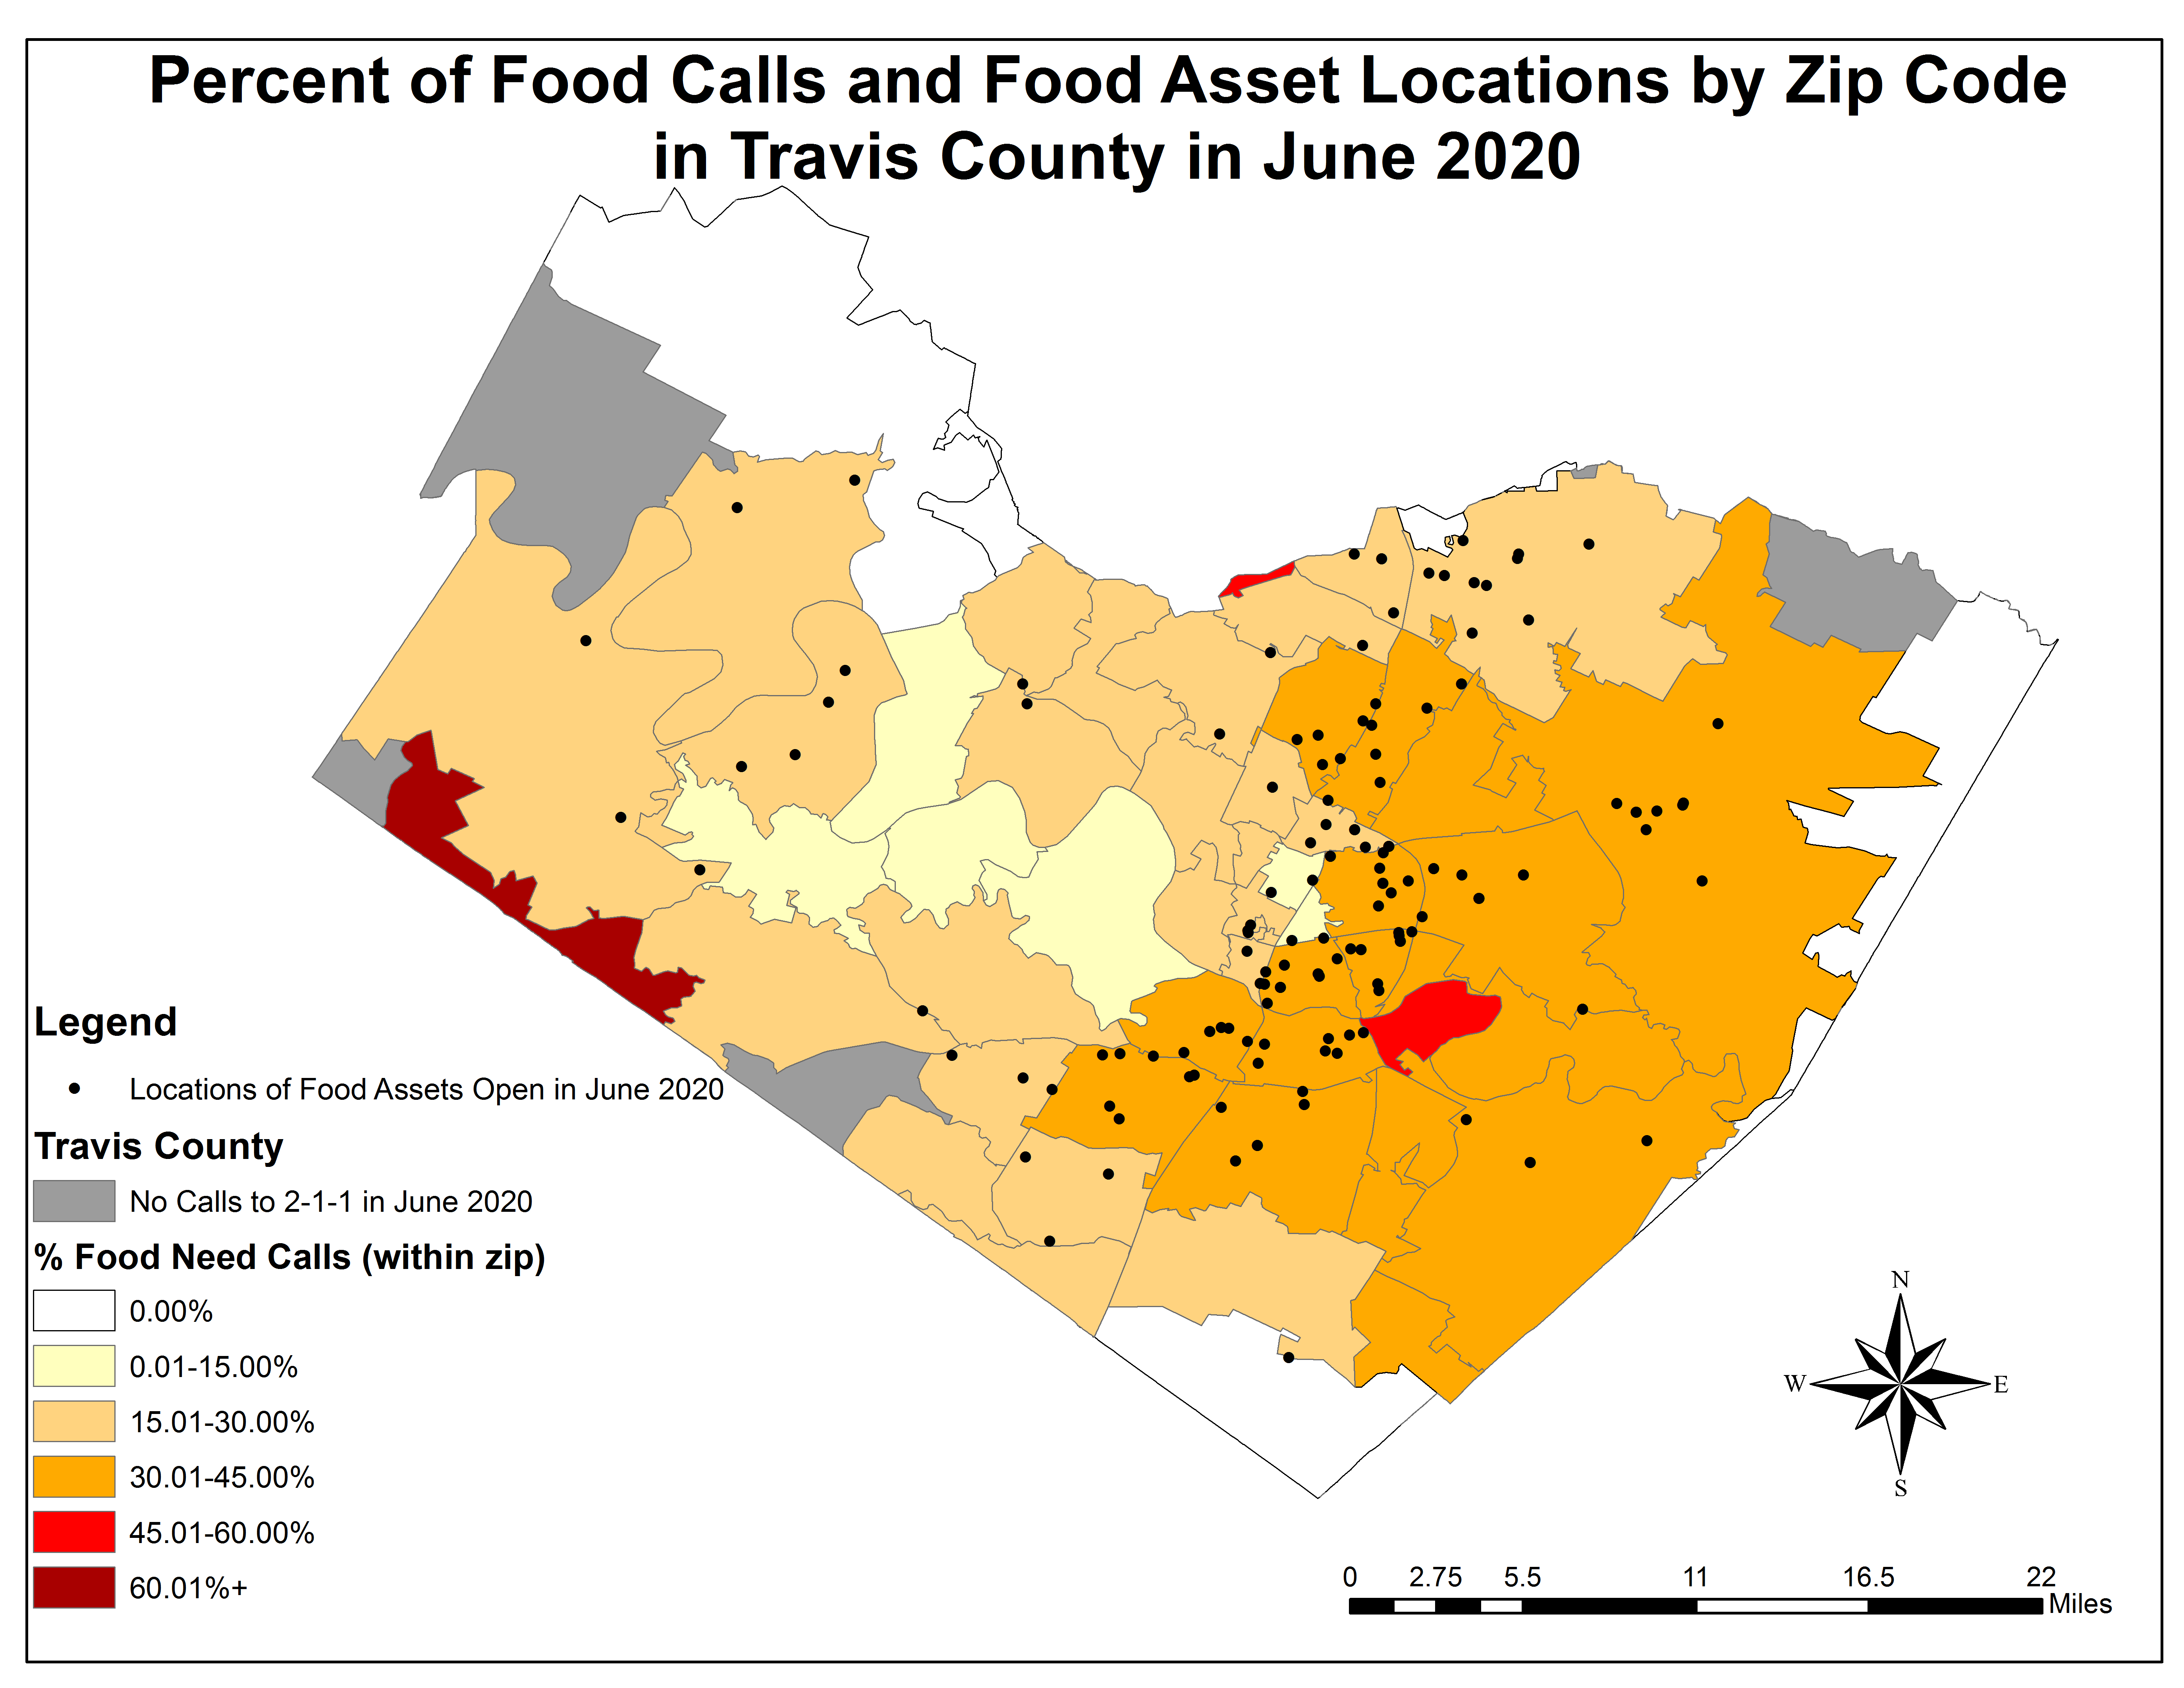 Percent of Food Calls and Food Asset Locations by Zip Code
in Travis County in June 2020
Legend
Locations of Food Assets Open in June 2020
Travis County
No Calls to 2-1-1 in June 2020
% Food Need Calls (within zip)
0.00%
0.01-15.00%
15.01-30.00%
30.01-45.00%
45.01-60.00%
60.01%+
N
W E
S
0 2.75 5.5 11 16.5 22
Miles